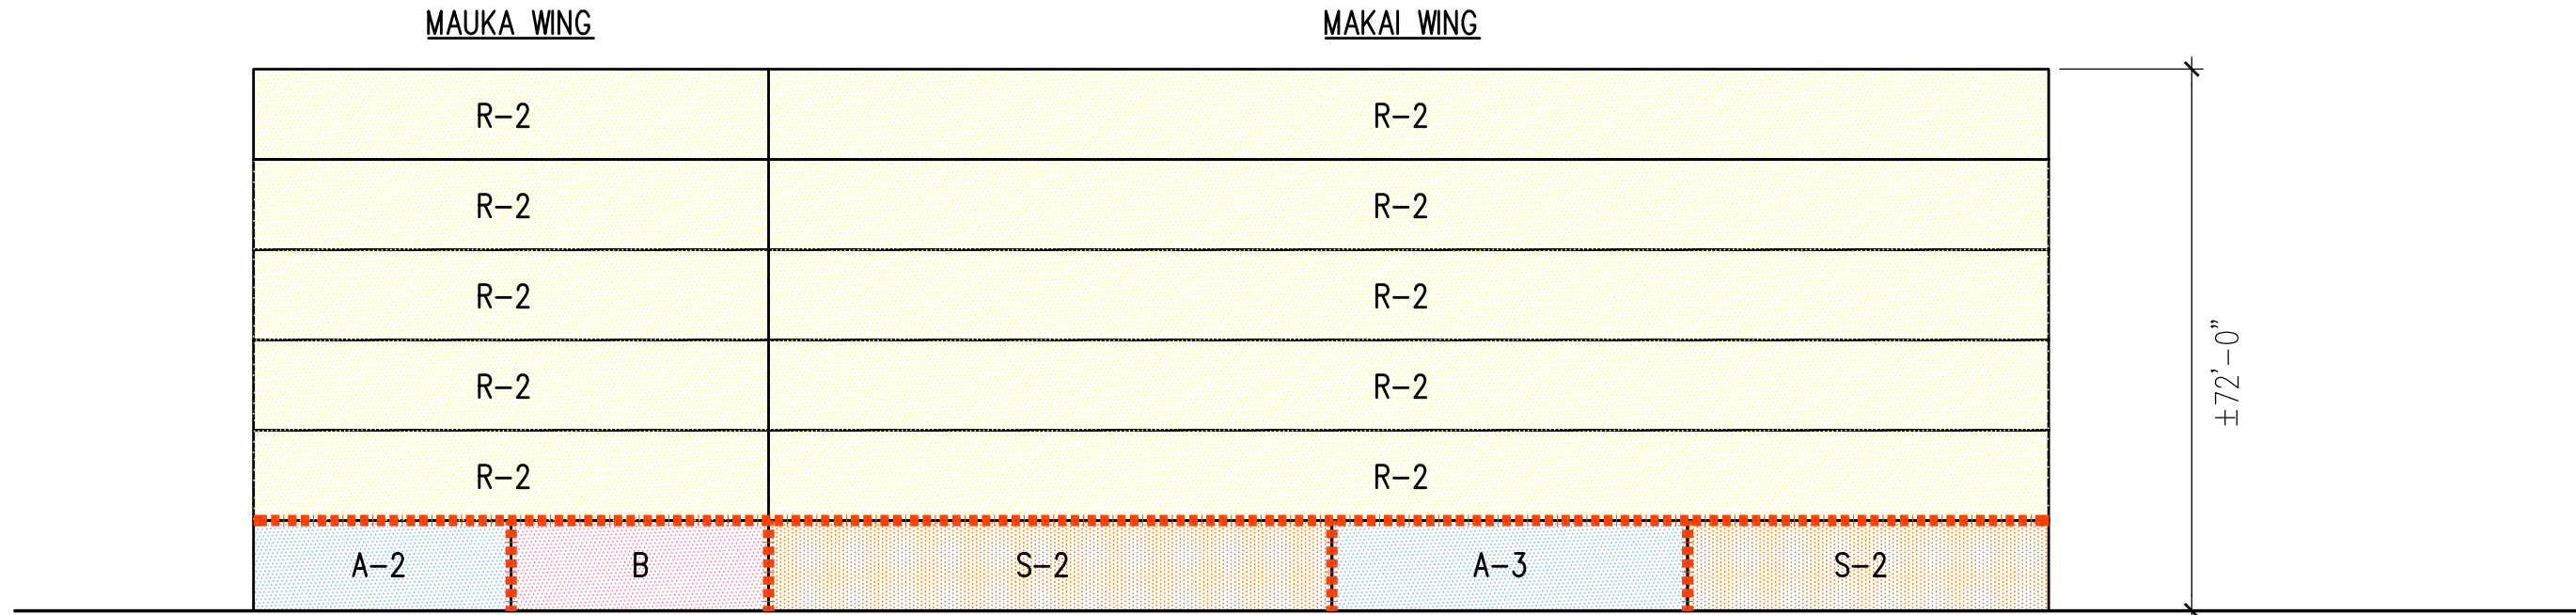 MAUKA WING MAKAI WING
R-2 R-2
R-2 R-2
R-2 R-2
R-2 R-2
R-2 R-2
±72'-0"
A-2 B S-2 A-3 S-2